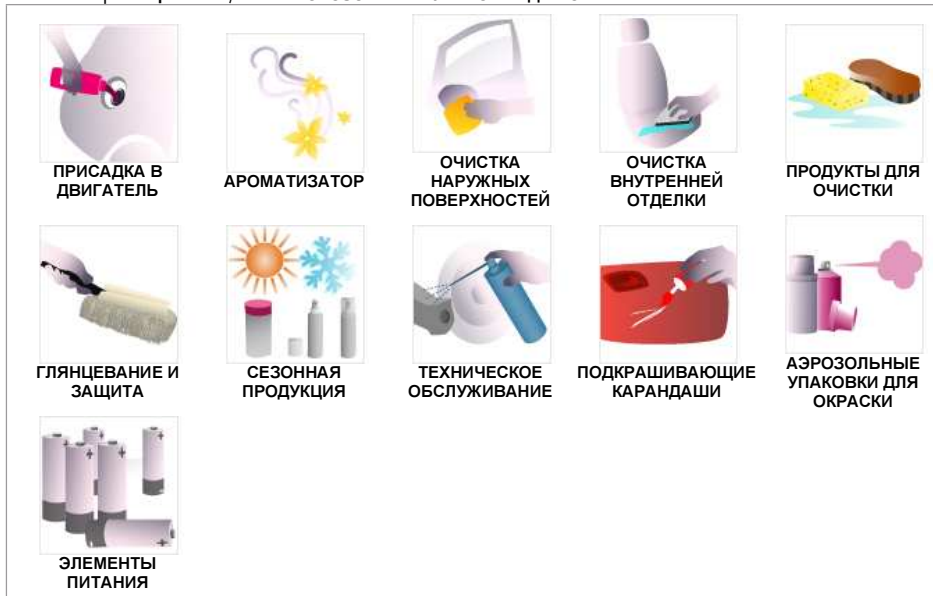 ПРИСАДКА В
ДВИГАТЕЛЬ
АРОМАТИЗАТОР
ОЧИСТКА
НАРУЖНЫХ
ПОВЕРХНОСТЕЙ
ОЧИСТКА
ВНУТРЕННЕЙ
ОТДЕЛКИ
ПРОДУКТЫ ДЛЯ
ОЧИСТКИ
ГЛЯНЦЕВАНИЕ И
ЗАЩИТА
СЕЗОННАЯ
ПРОДУКЦИЯ
ТЕХНИЧЕСКОЕ
ОБСЛУЖИВАНИЕ
ПОДКРАШИВАЮЩИЕ
КАРАНДАШИ
АЭРОЗОЛЬНЫЕ
УПАКОВКИ ДЛЯ
ОКРАСКИ
ЭЛЕМЕНТЫ
ПИТАНИЯ